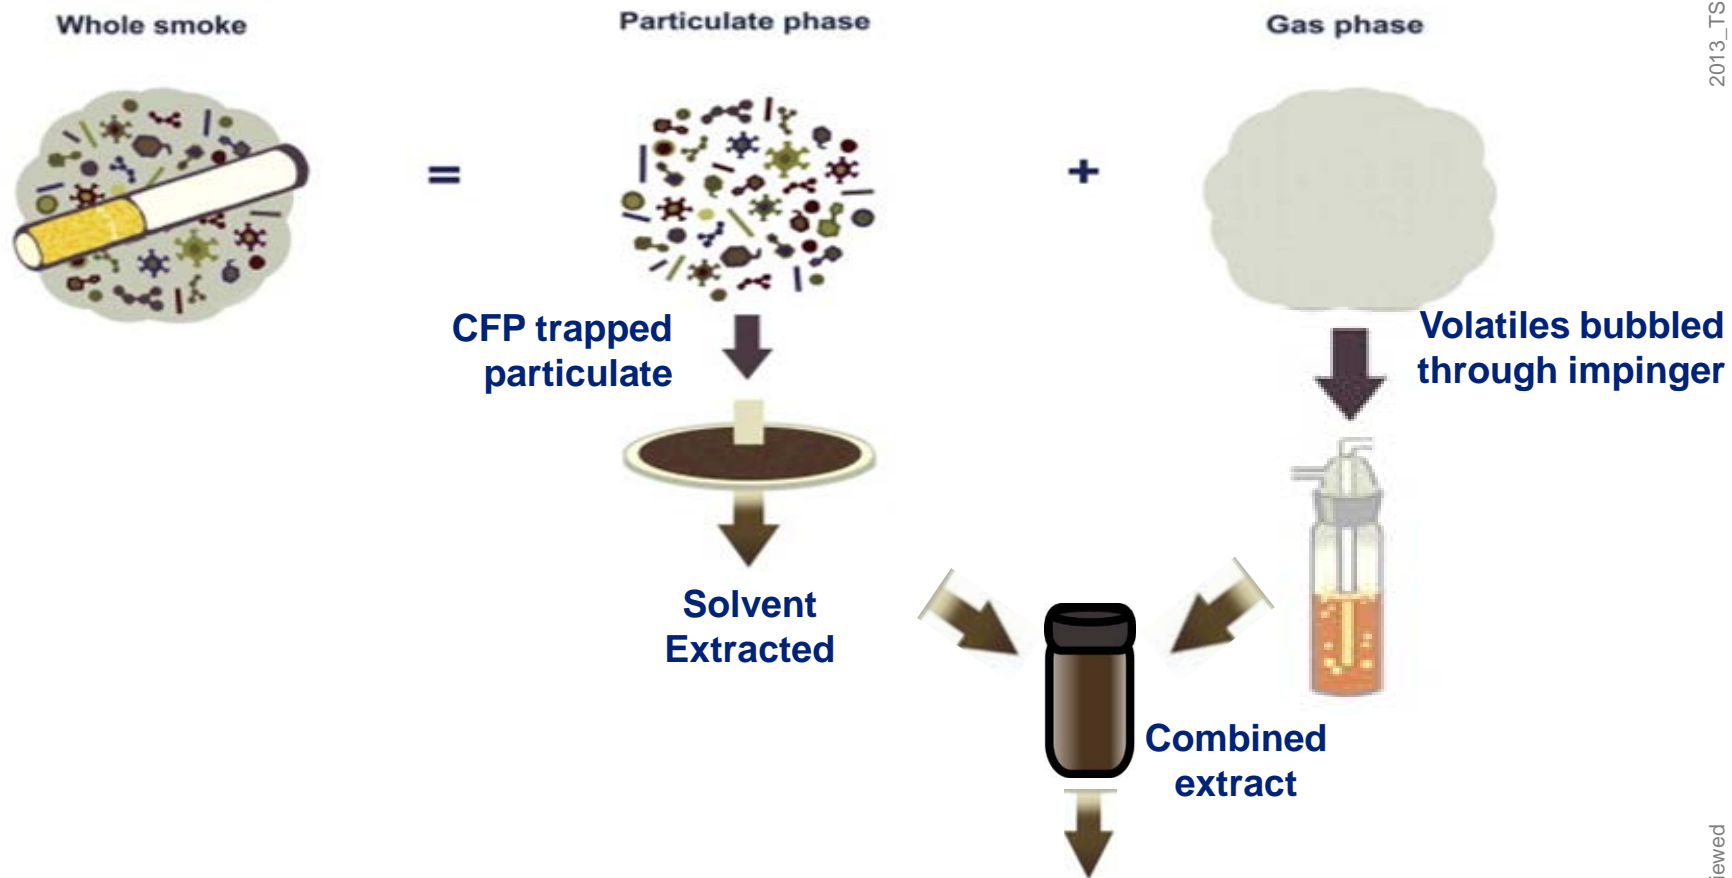 Whole smoke
Particulate phase
Gas phase
=
+
CFP trapped
particulate
Volatiles bubbled
through impinger
Solvent
Extracted
Combined
extract
2013_TS